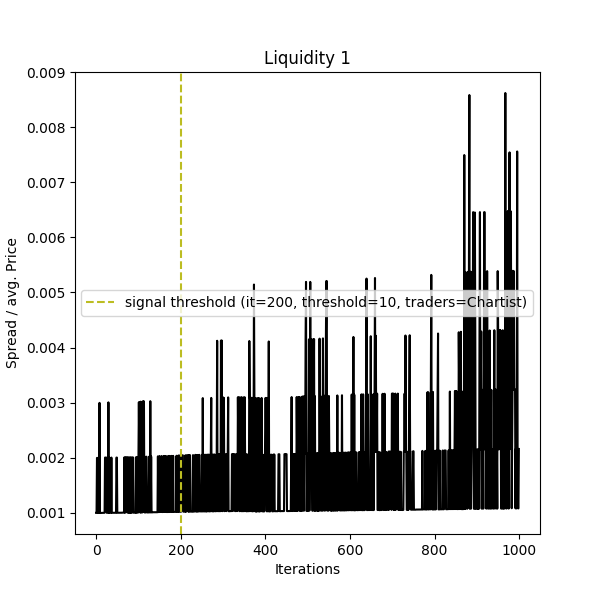 Liquidity 1
0.009
0.008
0.007
0.006
0.005
0.004
0.003
0.002
0.001
Spread / avg. Price
signal threshold (it=200, threshold=10, traders=Chartist)
0 200 400 600 800 1000
Iterations